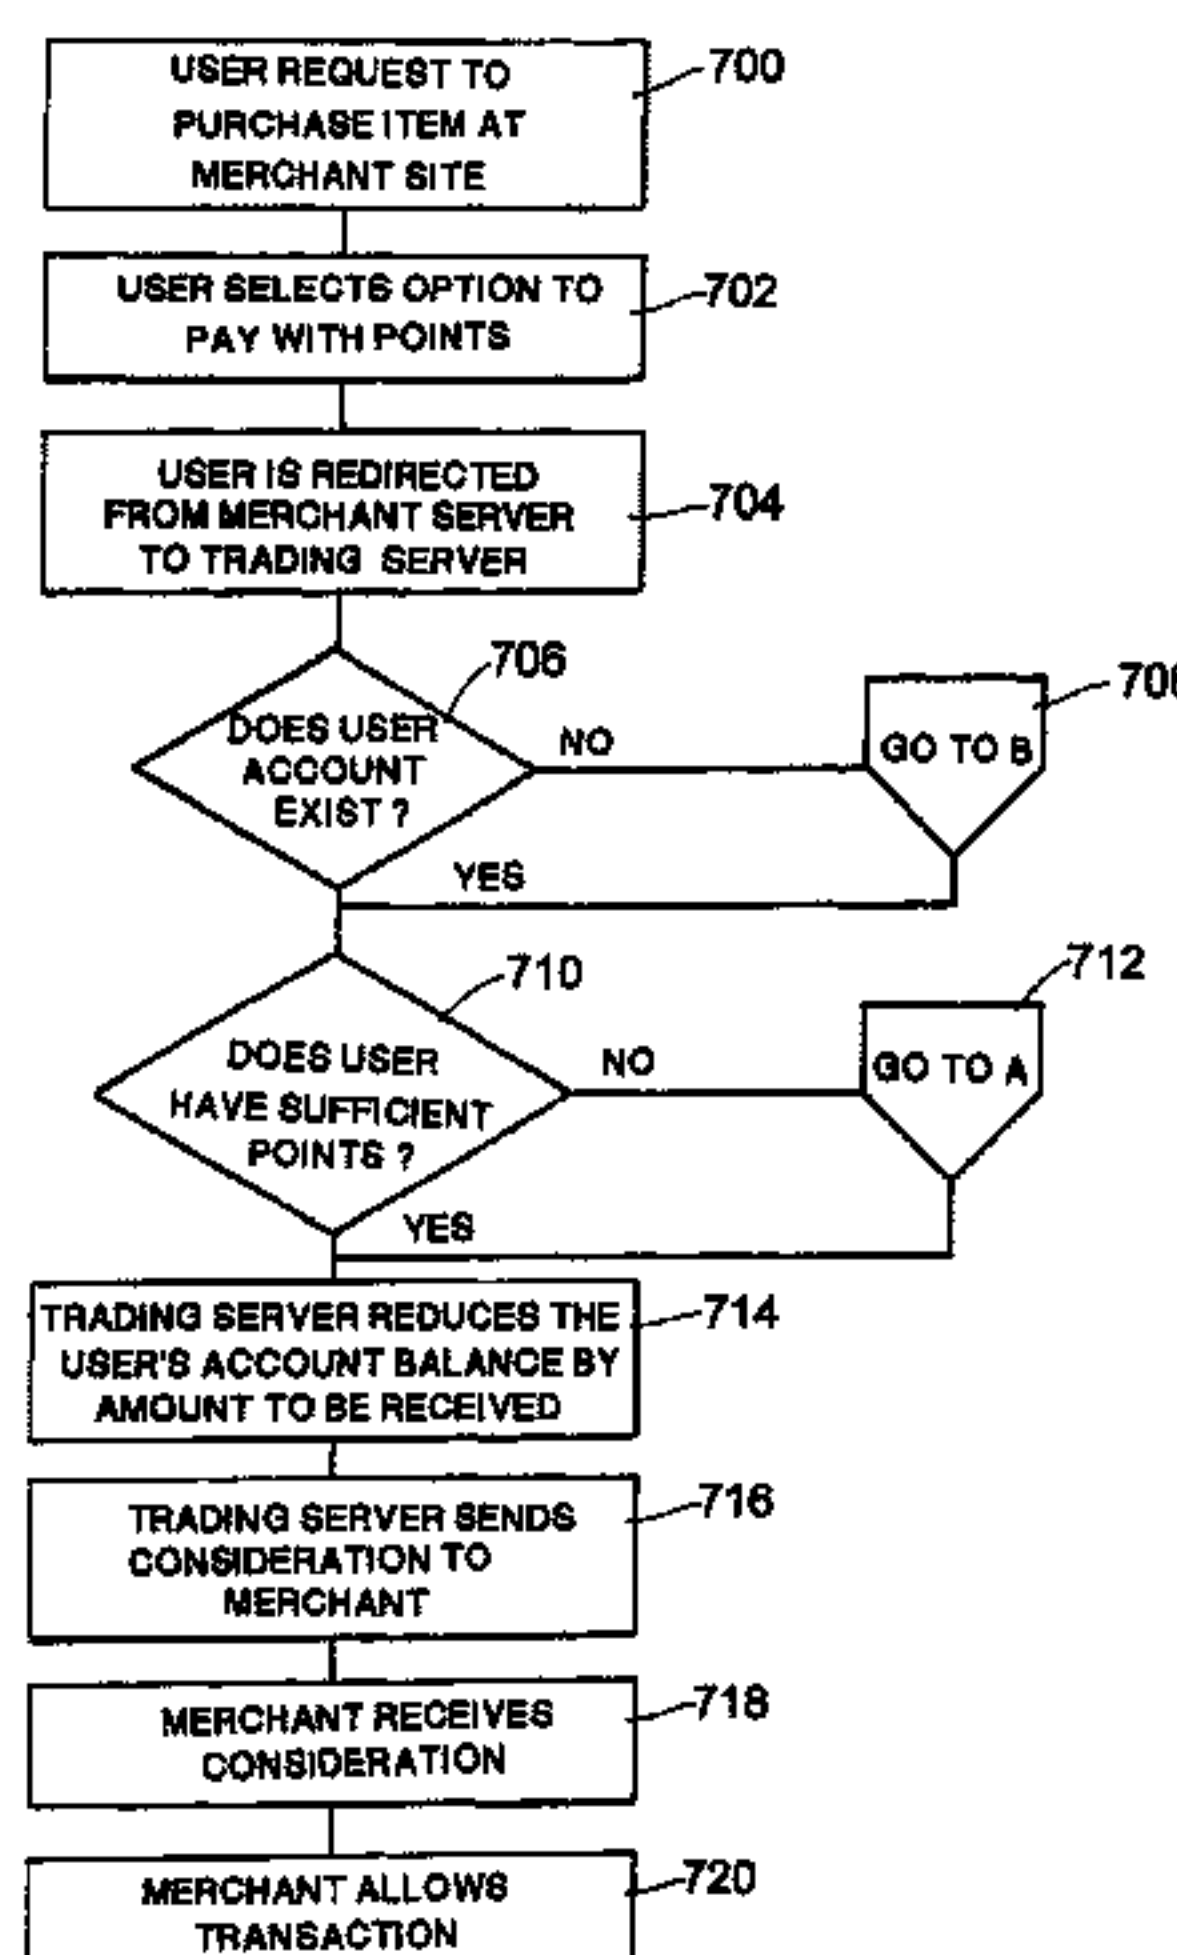 USER REQUEST TO
PURCHASE ITEM AT
MERCHANT SITE
700
USER SELECTS OPTION TO
PAY WITH POINTS
702
USER IS REDIRECTED
FROM MERCHANT SERVER
TO TRADING SERVER
704
706
DOES USER
ACCOUNT
EXIST ?
NO
GO TO B
YES
710
712
DOES USER
HAVE SUFFICIENT
POINTS ?
NO
GO TO A
YES
TRADING SERVER REDUCES THE
USER'S ACCOUNT BALANCE BY
AMOUNT TO BE RECEIVED
714
TRADING SERVER SENDS
CONSIDERATION TO
MERCHANT
716
MERCHANT RECEIVES
CONSIDERATION
718
MERCHANT ALLOWS
TRANSACTION
720